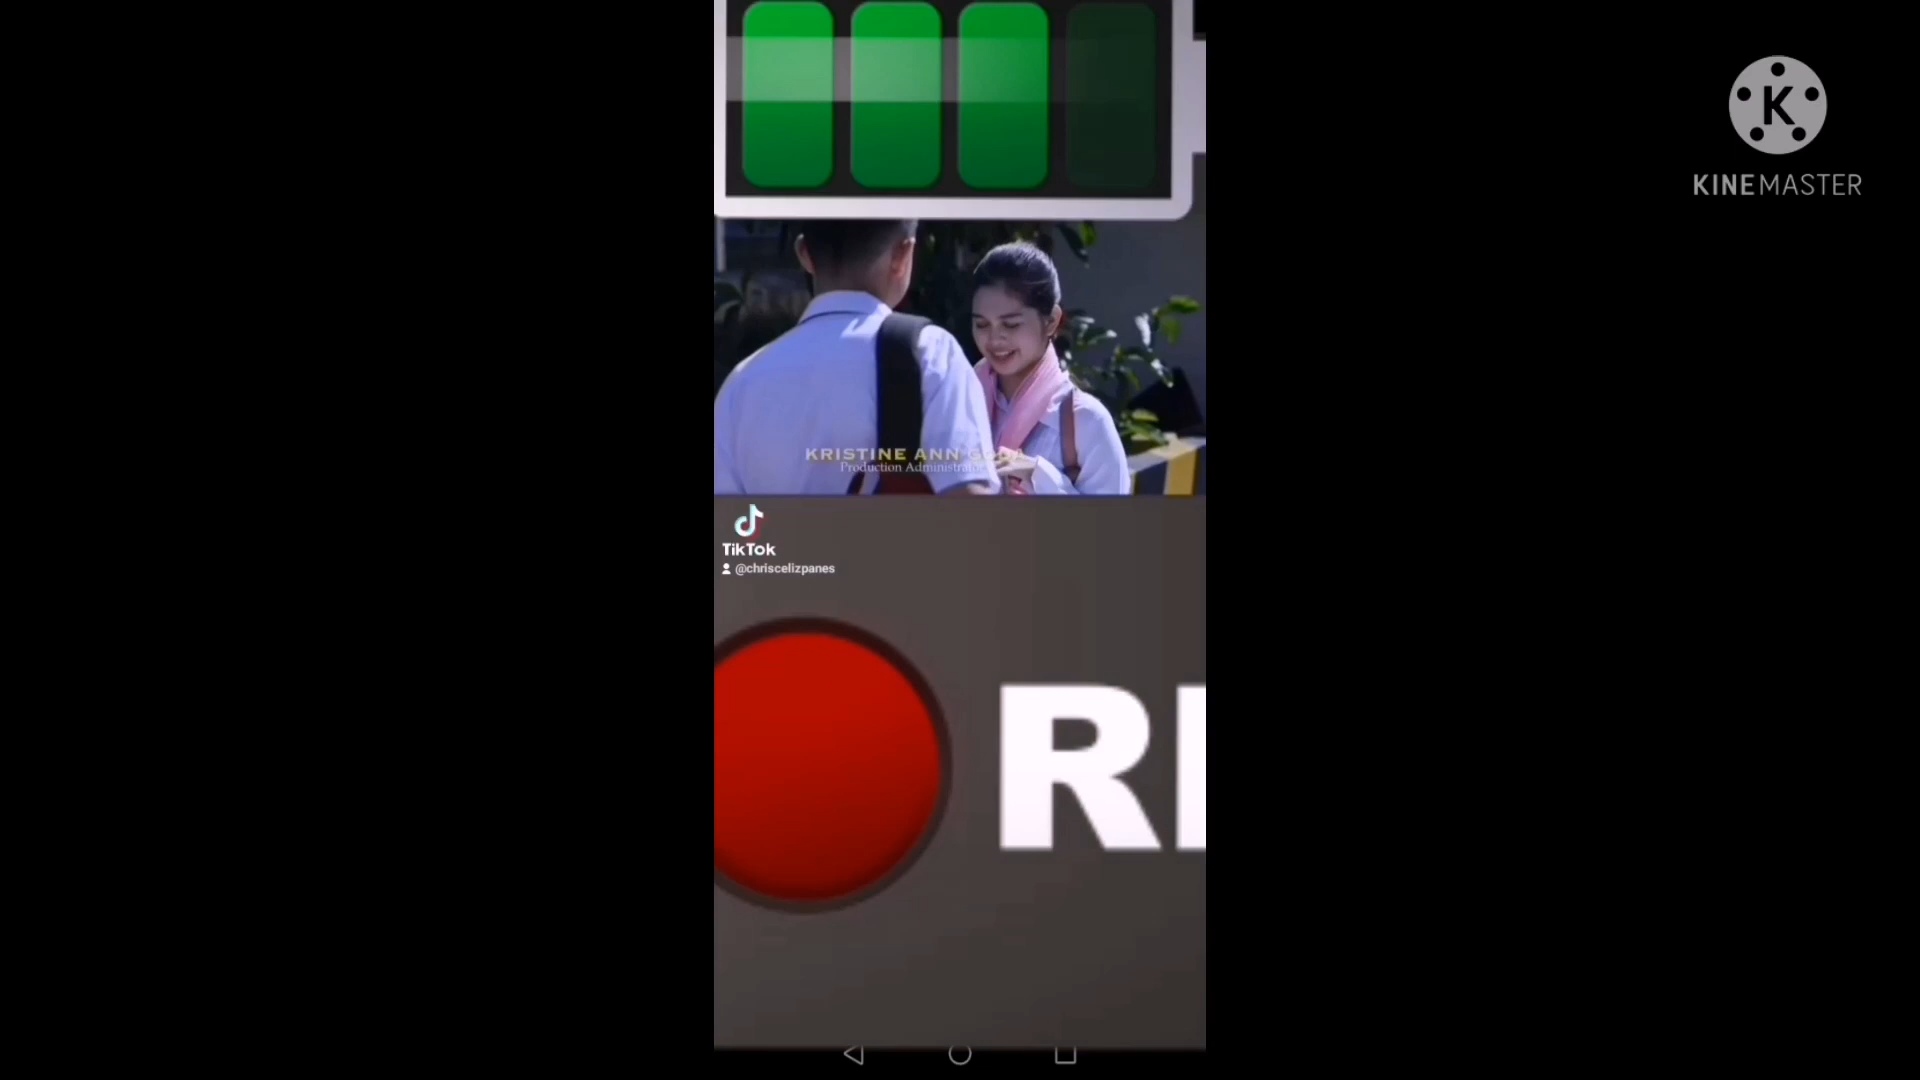 K
KINEMASTER
KRISTINE ANN
Production Administrator
TikTok
@chriscelizpanes
R